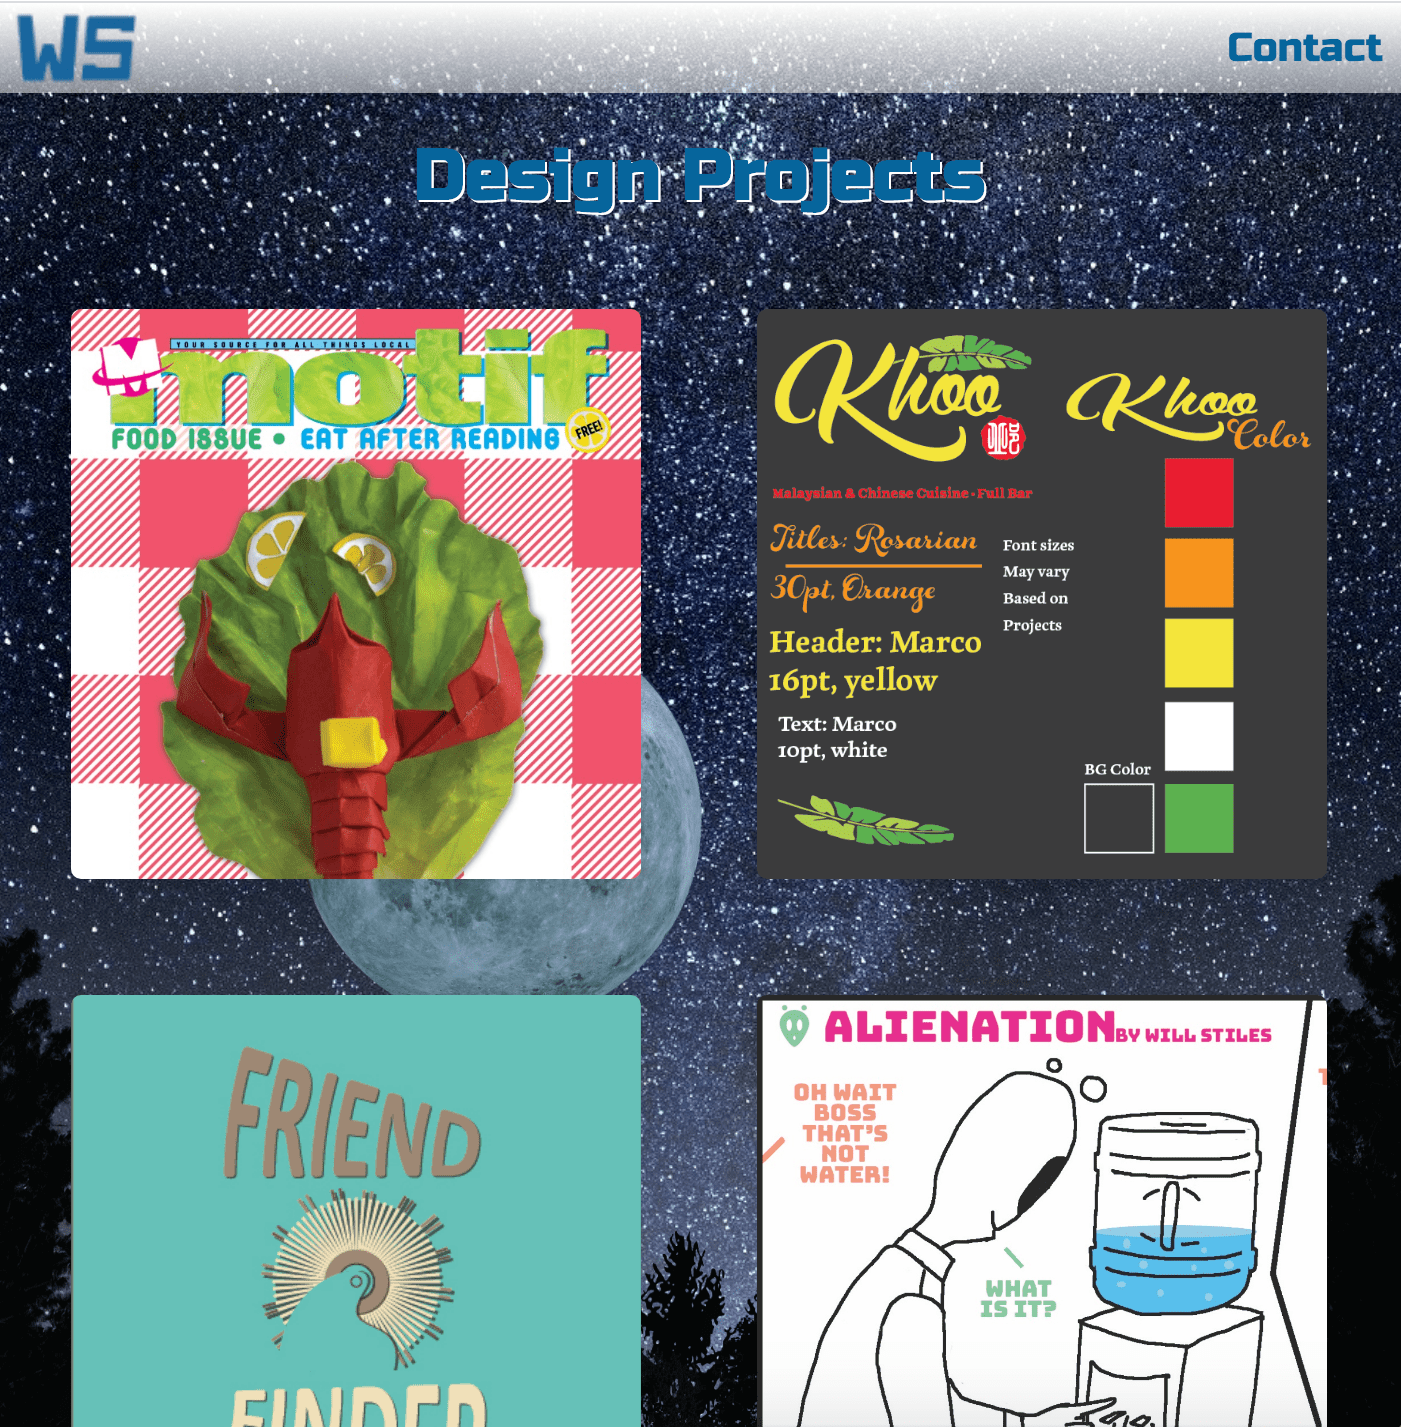 WS
Contact
Design Projects
YOUR SOURCE FOR ALL THINGS LOCAL
motif
FOOD ISSUE • EAT AFTER READING
FREE!
Khoo
DAO
Malaysian & Chinese Cuisine • Full Bar
Titles: Rosarian
30pt, Orange
Header: Marco
16pt, yellow
Text: Marco
10pt, white
Font sizes
May vary
Based on
Projects
Khoo
Color
BG Color
FRIEND
FINDER
ALIENATION BY WILL STILES
OH WAIT
BOSS
THAT'S
NOT
WATER!
WHAT
IS IT?